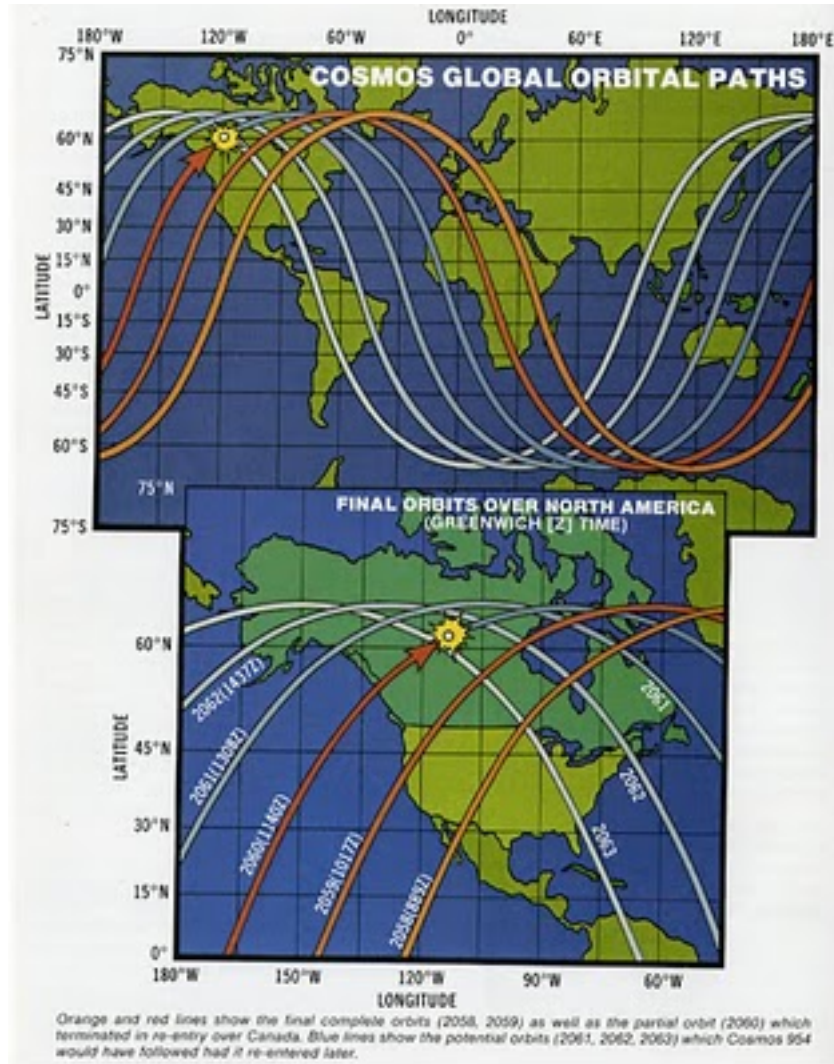 LONGITUDE
180°W 120°W 60°W 0° 60°E 120°E 180°E
75°N
COSMOS GLOBAL ORBITAL PATHS
60°N
45°N
30°N
15°N
0°
15°S
30°S
45°S
60°S
75°S
LATITUDE
75°N
FINAL ORBITS OVER NORTH AMERICA
(GREENWICH [Z] TIME)
60°N
45°N
30°N
15°N
0°
LATITUDE
2062(1437Z)
2061(1308Z)
2060(1140Z)
2059(1017Z)
2058(889Z)
2061
2062
2063
180°W 150°W 120°W 90°W 60°W
LONGITUDE
Orange and red lines show the final complete orbits (2058, 2059) as well as the partial orbit (2060) which
terminated in re-entry over Canada. Blue lines show the potential orbits (2061, 2062, 2063) which Cosmos 954
would have followed had it re-entered later.